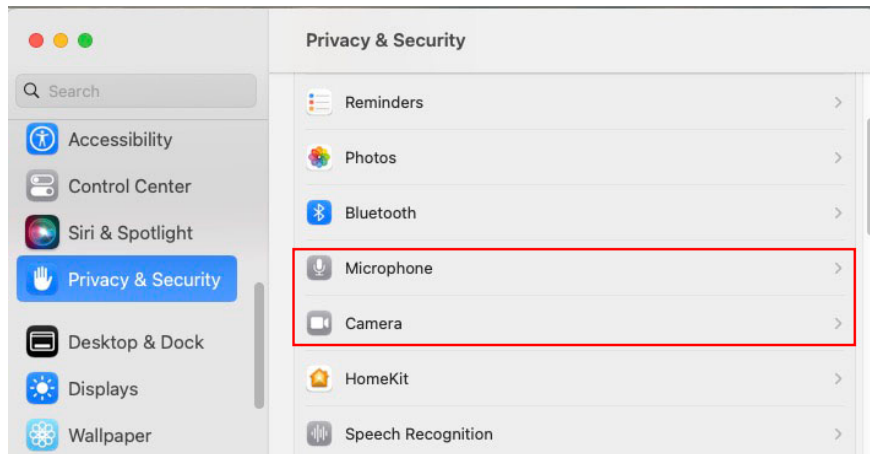 Privacy & Security
Search
Accessibility
Control Center
Siri & Spotlight
Privacy & Security
Desktop & Dock
Displays
Wallpaper
Reminders
Photos
Bluetooth
Microphone
Camera
HomeKit
Speech Recognition